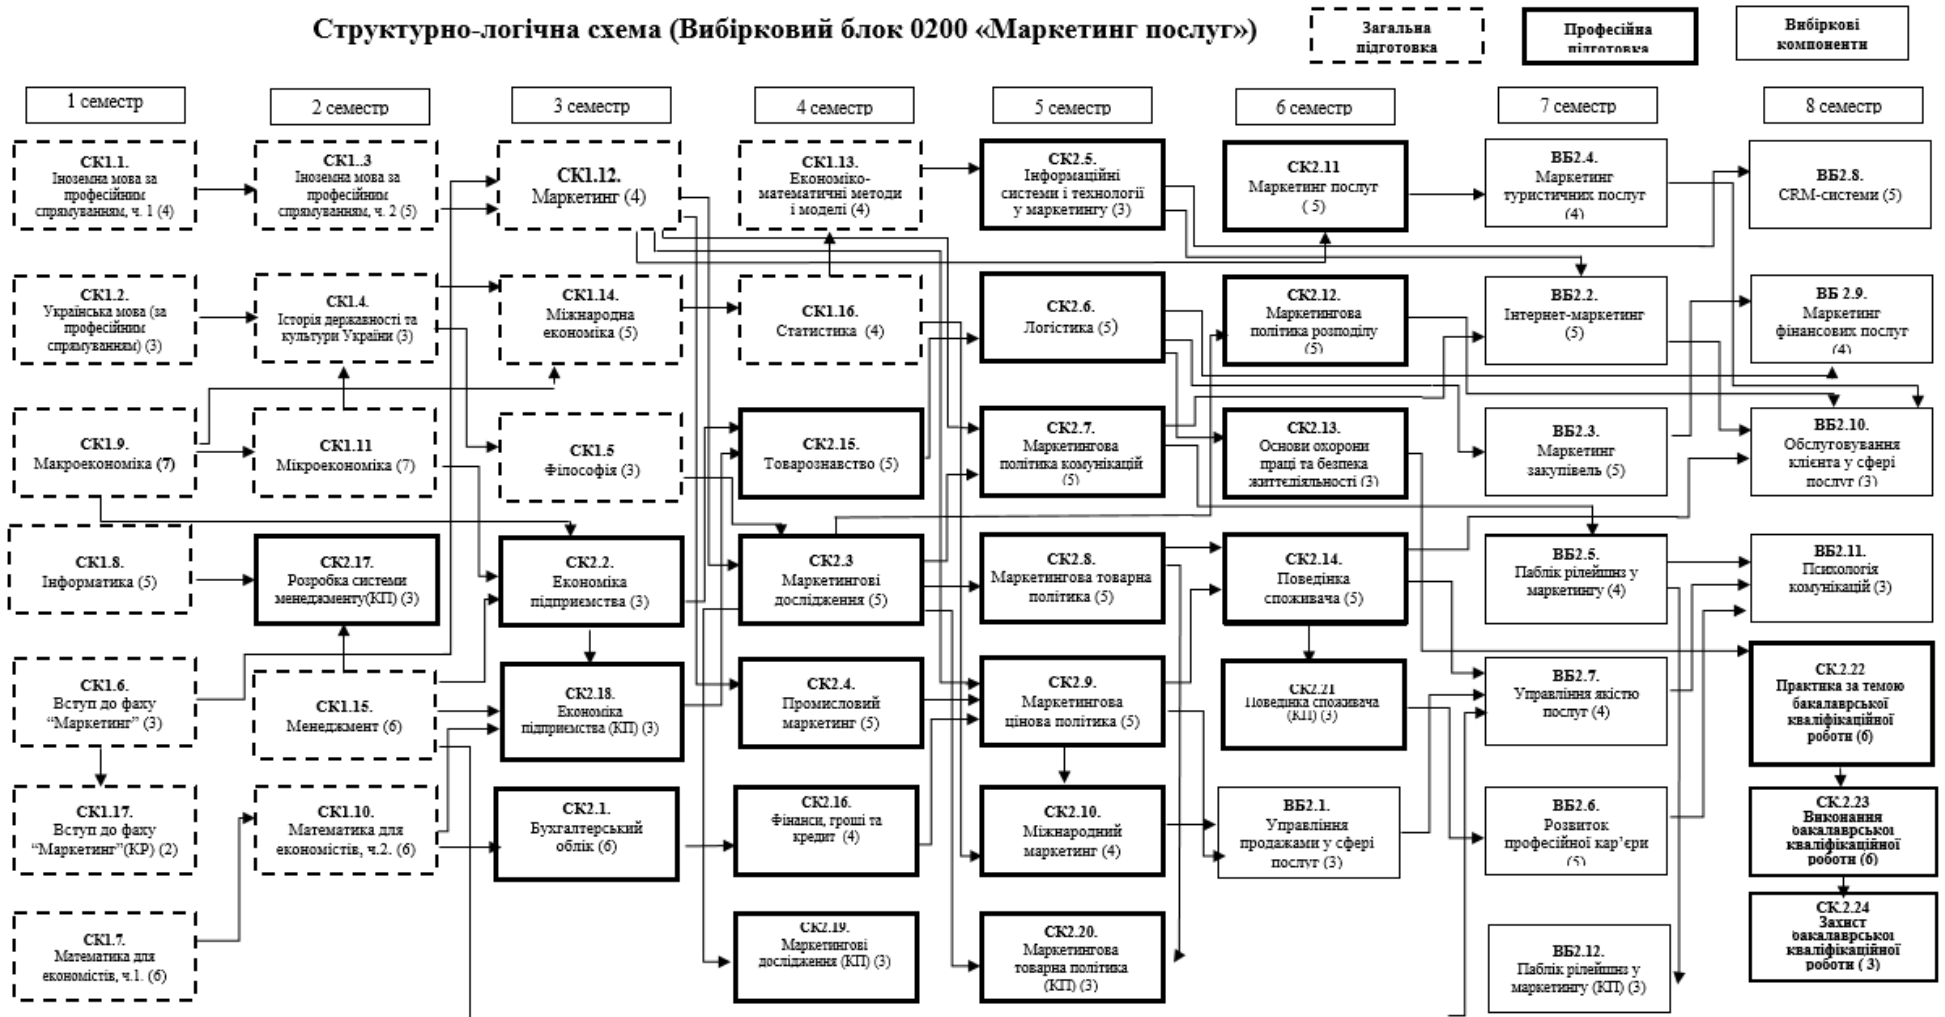 Структурно-логічна схема (Вибірковий блок 0200 «Маркетинг послуг»)
Загальна
підготовка
Професійна
підготовка
Вибіркові
компоненти
1 семестр
2 семестр
3 семестр
4 семестр
5 семестр
6 семестр
7 семестр
8 семестр
СК1.1.
Іноземна мова за
професійним
спрямуванням, ч. 1 (4)
СК1..3
Іноземна мова за
професійним
спрямуванням, ч. 2 (5)
СК1.12.
Маркетинг (4)
СК1.13.
Економіко-
математичні методи
і моделі (4)
СК2.5.
Інформаційні
системи і технології
у маркетингу (3)
СК2.11
Маркетинг послуг
( 5)
ВБ2.4.
Маркетинг
туристичних послуг
(4)
ВБ2.8.
CRM-системи (5)
СК1.2.
Українська мова (за
професійним
спрямуванням) (3)
СК1.4.
Історія державності та
культури України (3)
СК1.14.
Міжнародна
економіка (5)
СК1.16.
Статистика (4)
СК2.6.
Логістика (5)
СК2.12.
Маркетингова
політика розподілу
(5)
ВБ2.2.
Інтернет-маркетинг
(5)
ВБ 2.9.
Маркетинг
фінансових послуг
(4)
СК1.9.
Макроекономіка (7)
СК1.11
Мікроекономіка (7)
СК1.5
Філософія (3)
СК2.15.
Товарознавство (5)
СК2.7.
Маркетингова
політика комунікацій
(5)
СК2.13.
Основи охорони
праці та безпека
життєдіяльності (3)
ВБ2.3.
Маркетинг
закупівель (5)
ВБ2.10.
Обслуговування
клієнта у сфері
послуг (3)
СК1.8.
Інформатика (5)
СК2.17.
Розробка системи
менеджменту(КП) (3)
СК2.2.
Економіка
підприємства (3)
СК2.3
Маркетингові
дослідження (5)
СК2.8.
Маркетингова товарна
політика (5)
СК2.14.
Поведінка
споживача (5)
ВБ2.5.
Паблік рілейшнз у
маркетингу (4)
ВБ2.11.
Психологія
комунікацій (3)
СК1.6.
Вступ до фаху
“Маркетинг” (3)
СК1.15.
Менеджмент (6)
СК2.18.
Економіка
підприємства (КП) (3)
СК2.4.
Промисловий
маркетинг (5)
СК2.9.
Маркетингова
цінова політика (5)
СК2.21
Поведінка споживача
(КП) (3)
ВБ2.7.
Управління якістю
послуг (4)
СК.2.22
Практика за темою
бакалаврської
кваліфікаційної
роботи (6)
СК1.17.
Вступ до фаху
“Маркетинг”(КР) (2)
СК1.10.
Математика для
економістів, ч.2. (6)
СК2.1.
Бухгалтерський
облік (6)
СК2.16.
Фінанси, гроші та
кредит (4)
СК2.10.
Міжнародний
маркетинг (4)
ВБ2.1.
Управління
продажами у сфері
послуг (3)
ВБ2.6.
Розвиток
професійної кар’єри
(5)
СК.2.23
Виконання
бакалаврської
кваліфікаційної
роботи (6)
СК1.7.
Математика для
економістів, ч.1. (6)
СК2.19.
Маркетингові
дослідження (КП) (3)
СК2.20.
Маркетингова
товарна політика
(КП) (3)
ВБ2.12.
Паблік рілейшнз у
маркетингу (КП) (3)
СК.2.24
Захист
бакалаврської
кваліфікаційної
роботи ( 3)